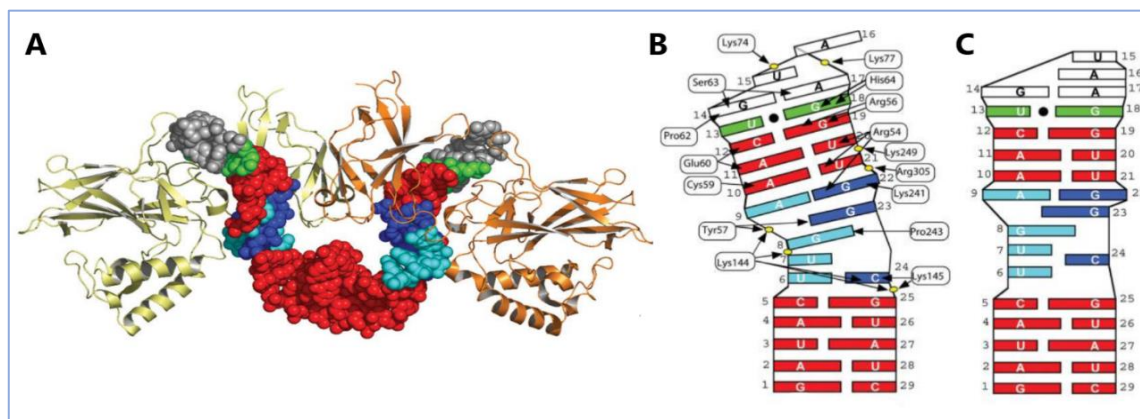 A
B
C
Lys74
A
16
Lys77
15
U
Ser63
A
17
His64
14
G
G
18
Arg56
Pro62
13
U
19
12
C
G
Arg54
Glu60
A
U
21
Lys249
11
Cys59
A
U
22
Arg305
10
A
G
23
Lys241
9
G
Tyr57
8
G
Pro243
U
Lys144
6
U
C
24
Lys145
5
C
G
25
4
A
U
26
3
U
A
27
2
A
U
28
1
G
C
29
U
15
A
16
14
G
A
17
13
U
G
18
12
C
G
19
11
A
U
20
10
A
U
21
9
A
G
G
23
8
G
7
U
C
24
6
U
5
C
G
25
4
A
U
26
3
U
A
27
2
A
U
28
1
G
C
29